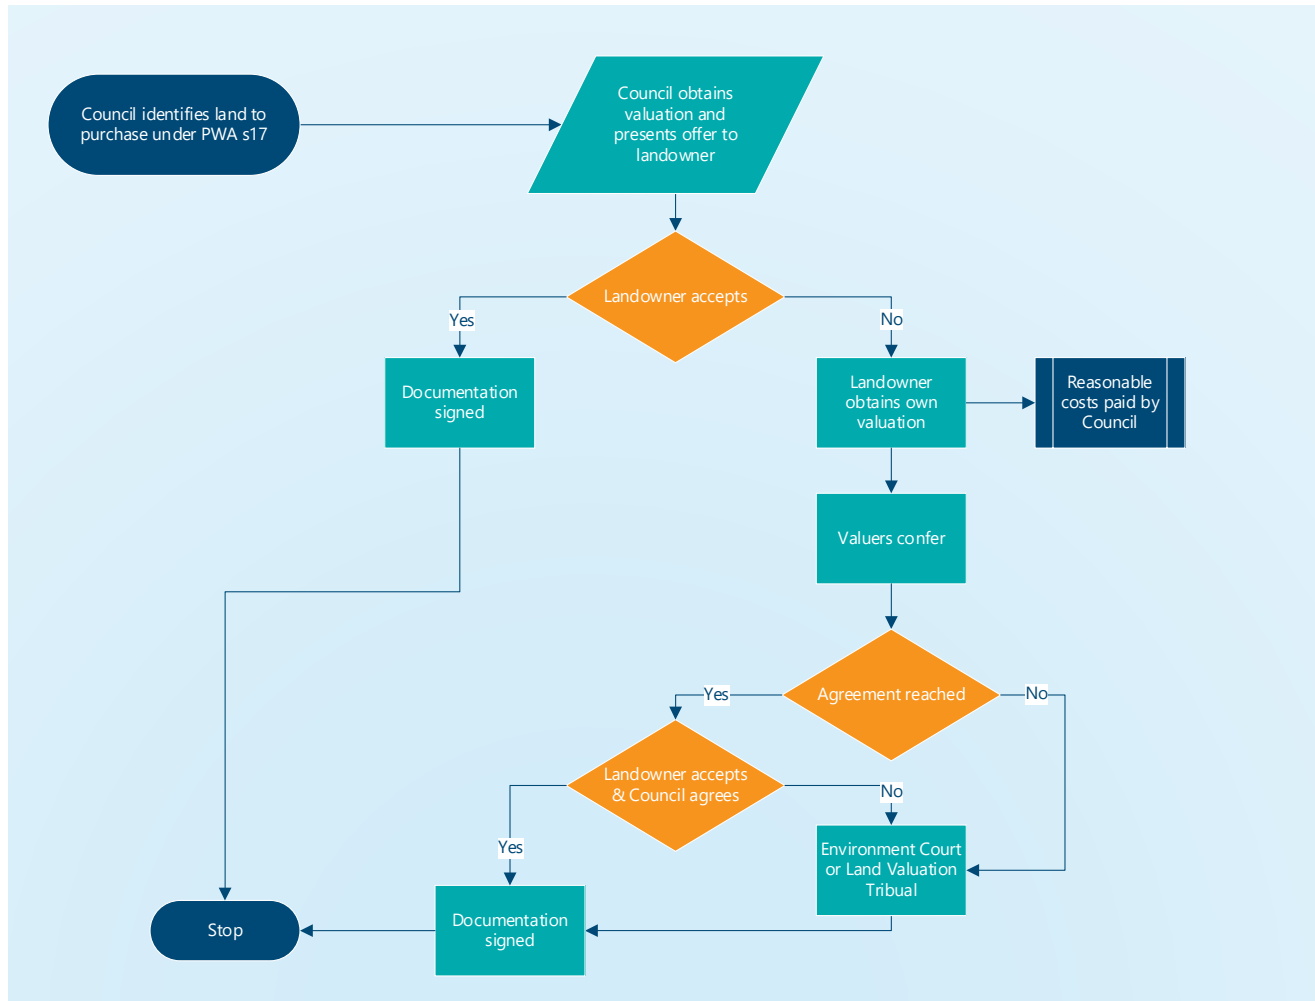 Council identifies land to
purchase under PWA s17
Council obtains
valuation and
presents offer to
landowner
Landowner accepts
Yes
No
Documentation
signed
Landowner
obtains own
valuation
Reasonable
costs paid by
Council
Valuers confer
Agreement reached
Yes
No
Landowner accepts
& Council agrees
No
Yes
Environment Court
or Land Valuation
Tribual
Documentation
signed
Stop